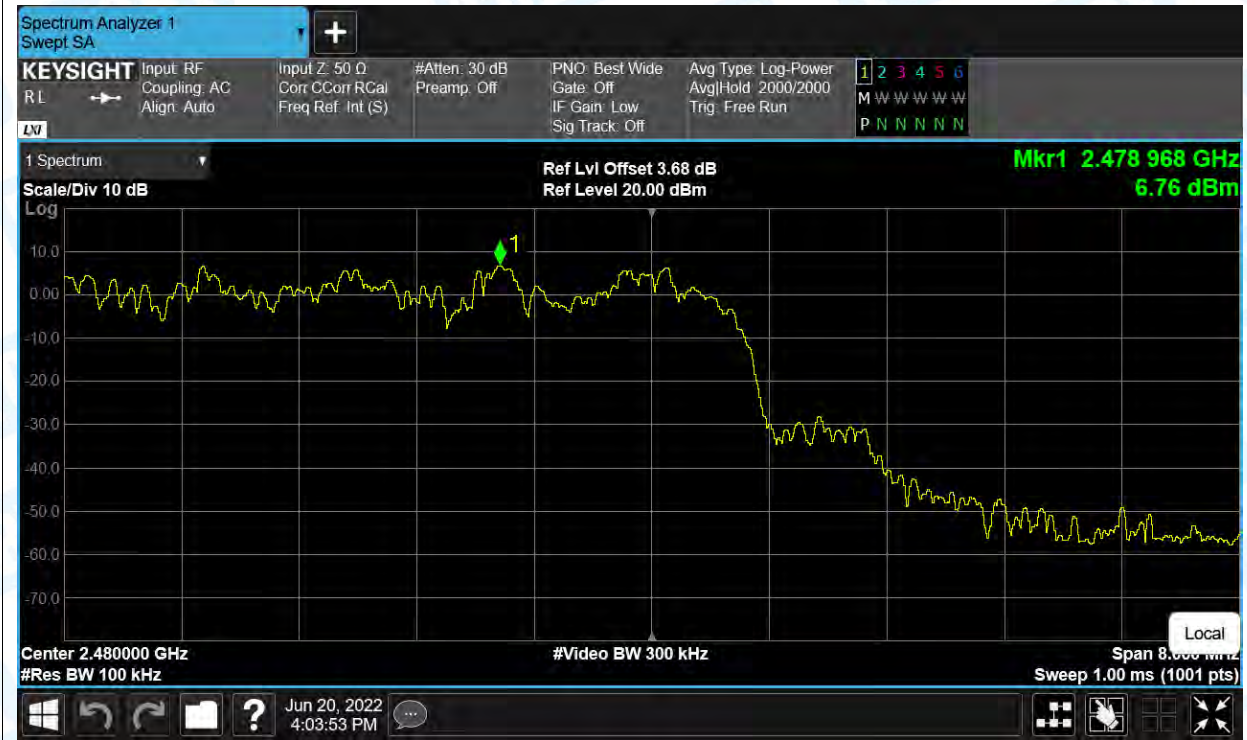 Spectrum Analyzer 1
Swept SA
KEYSIGHT
R L
LXI
Input: RF
Coupling: AC
Align: Auto
Input Z: 50 Ω
Corr CCorr RCal
Freq Ref: Int (S)
#Atten: 30 dB
Preamp: Off
PNO: Best Wide
Gate: Off
IF Gain: Low
Sig Track: Off
Avg Type: Log-Power
Avg|Hold: 2000/2000
Trig: Free Run
1 2 3 4 5 6
M W W W W W W
P N N N N N N
1 Spectrum
Scale/Div 10 dB
Log
Ref Lvl Offset 3.68 dB
Ref Level 20.00 dBm
Mkr1 2.478 968 GHz
6.76 dBm
1
10.0
0.00
-10.0
-20.0
-30.0
-40.0
-50.0
-60.0
-70.0
Local
Center 2.480000 GHz
#Res BW 100 kHz
#Video BW 300 kHz
Span
Sweep 1.00 ms (1001 pts)
?
Jun 20, 2022
4:03:53 PM